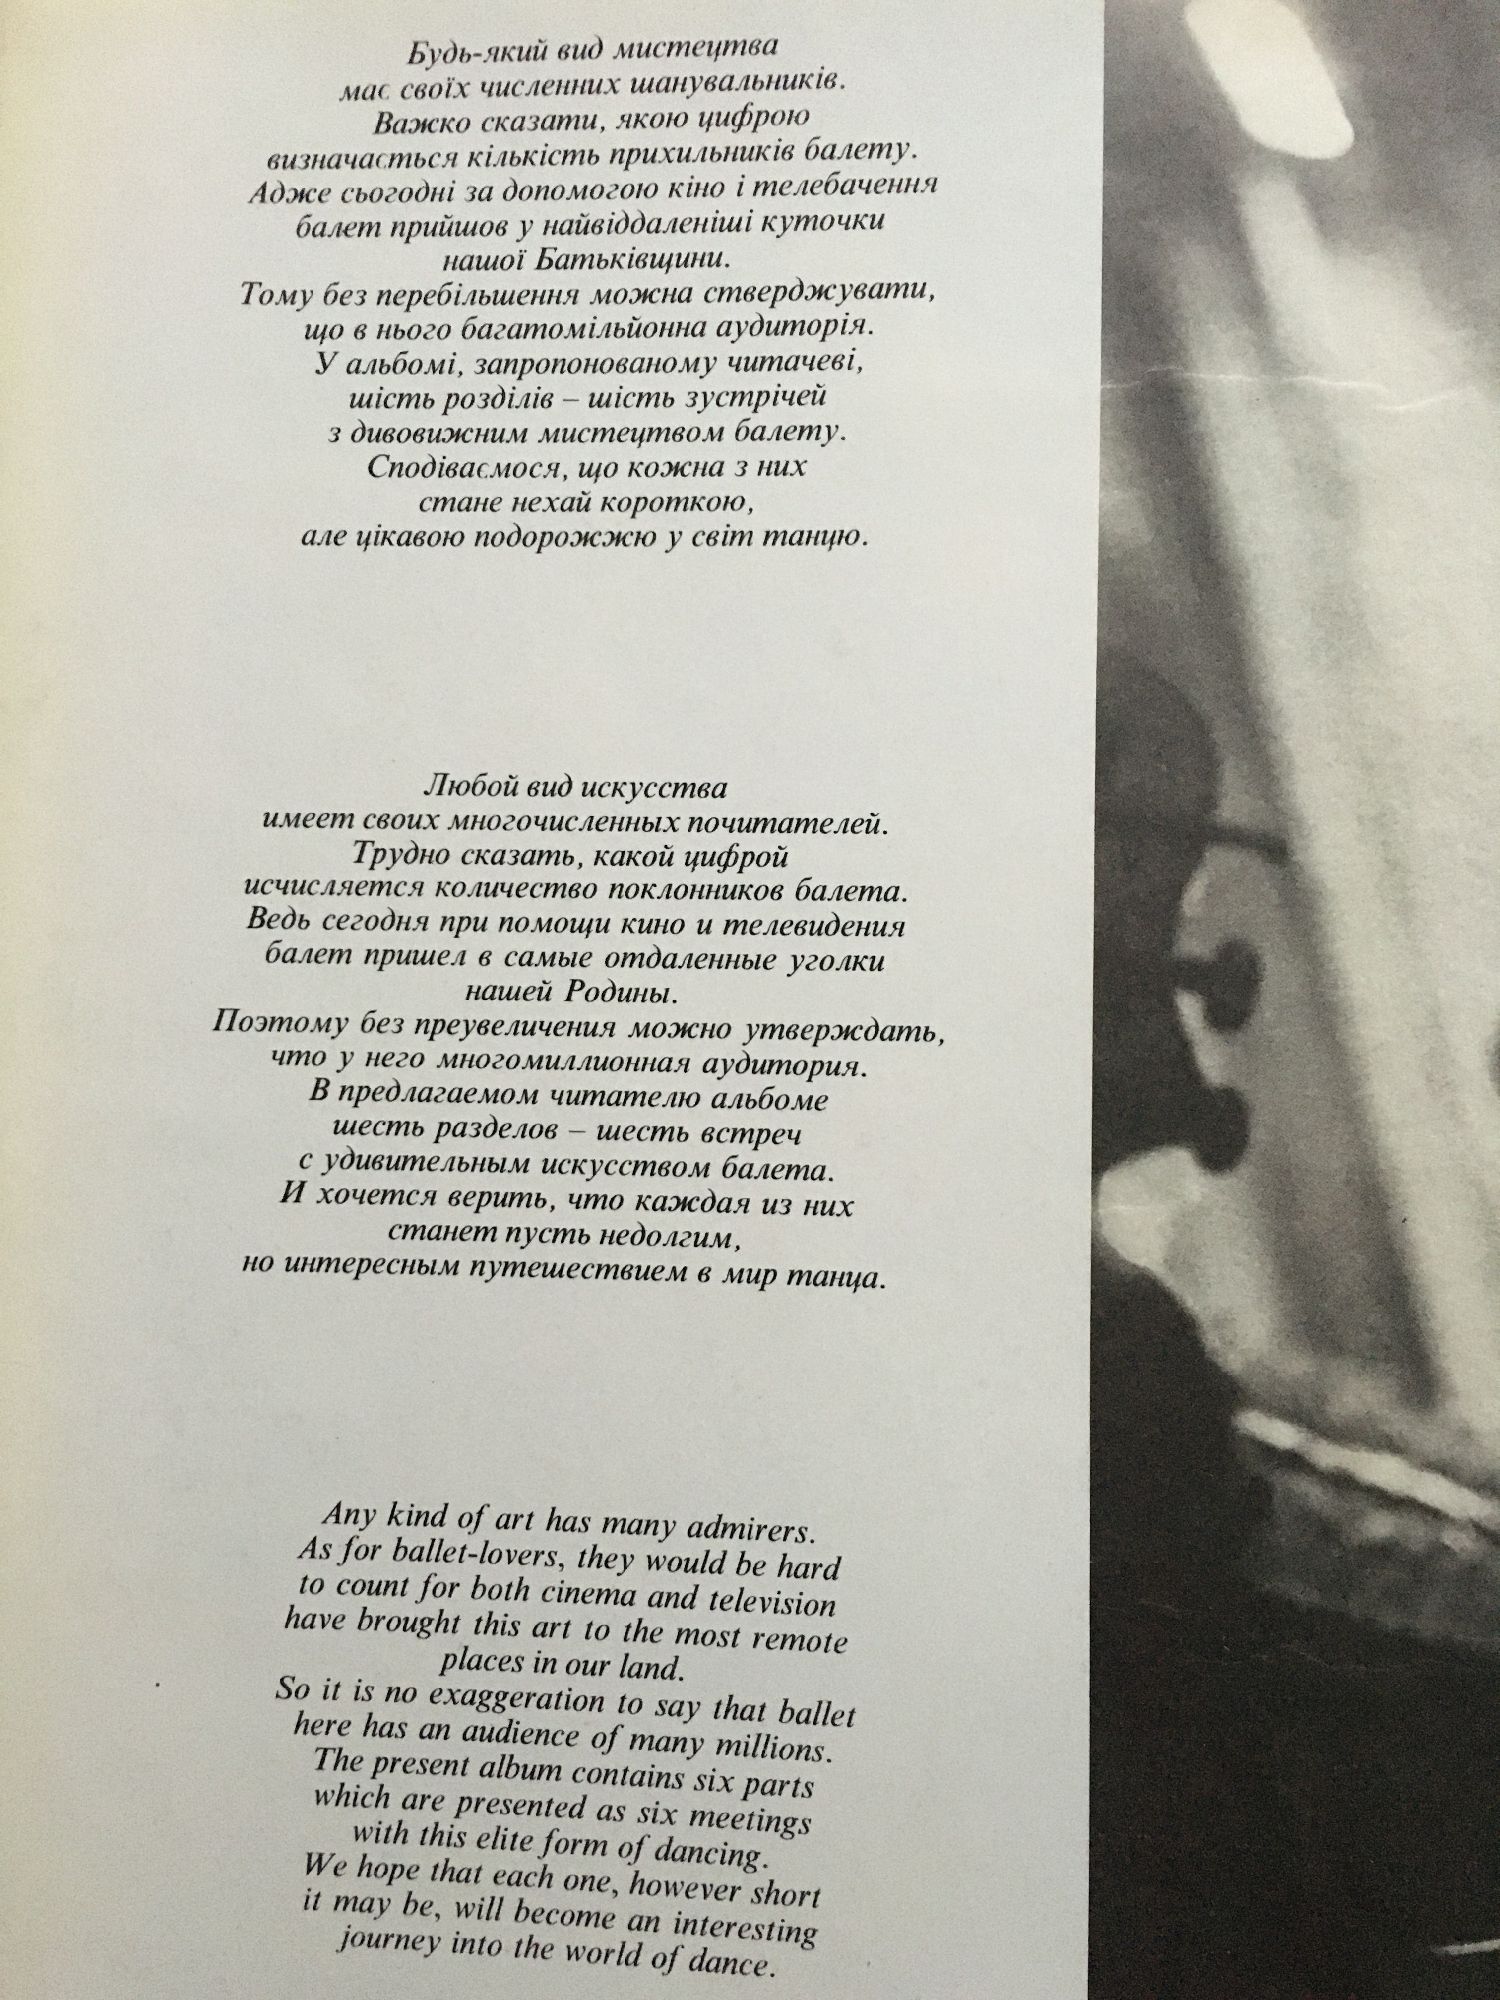 Будь-який вид мистецтва
має своїх численних шанувальників.
Важко сказати, якою цифрою
визначається кількість прихильників балету.
Адже сьогодні за допомогою кіно і телебачення
балет прийшов у найвіддаленіші куточки
нашої Батьківщини.
Тому без перебільшення можна стверджувати,
що в нього багатомільйонна аудиторія.
У альбомі, запропонованому читачеві,
шість розділів – шість зустрічей
з дивовижним мистецтвом балету.
Сподіваємося, що кожна з них
стане нехай короткою,
але цікавою подорожжю у світ танцю.
Любой вид искусства
имеет своих многочисленных почитателей.
Трудно сказать, какой цифрой
исчисляется количество поклонников балета.
Ведь сегодня при помощи кино и телевидения
балет пришел в самые отдаленные уголки
нашей Родины.
Поэтому без преувеличения можно утверждать,
что у него многомиллионная аудитория.
В предлагаемом читателю альбоме
шесть разделов – шесть встреч
с удивительным искусством балета.
И хочется верить, что каждая из них
станет пусть недолгим,
но интересным путешествием в мир танца.
Any kind of art has many admirers.
As for ballet-lovers, they would be hard
to count for both cinema and television
have brought this art to the most remote
places in our land.
So it is no exaggeration to say that ballet
here has an audience of many millions.
The present album contains six parts
which are presented as six meetings
with this elite form of dancing.
We hope that each one, however short
it may be, will become an interesting
journey into the world of dance.